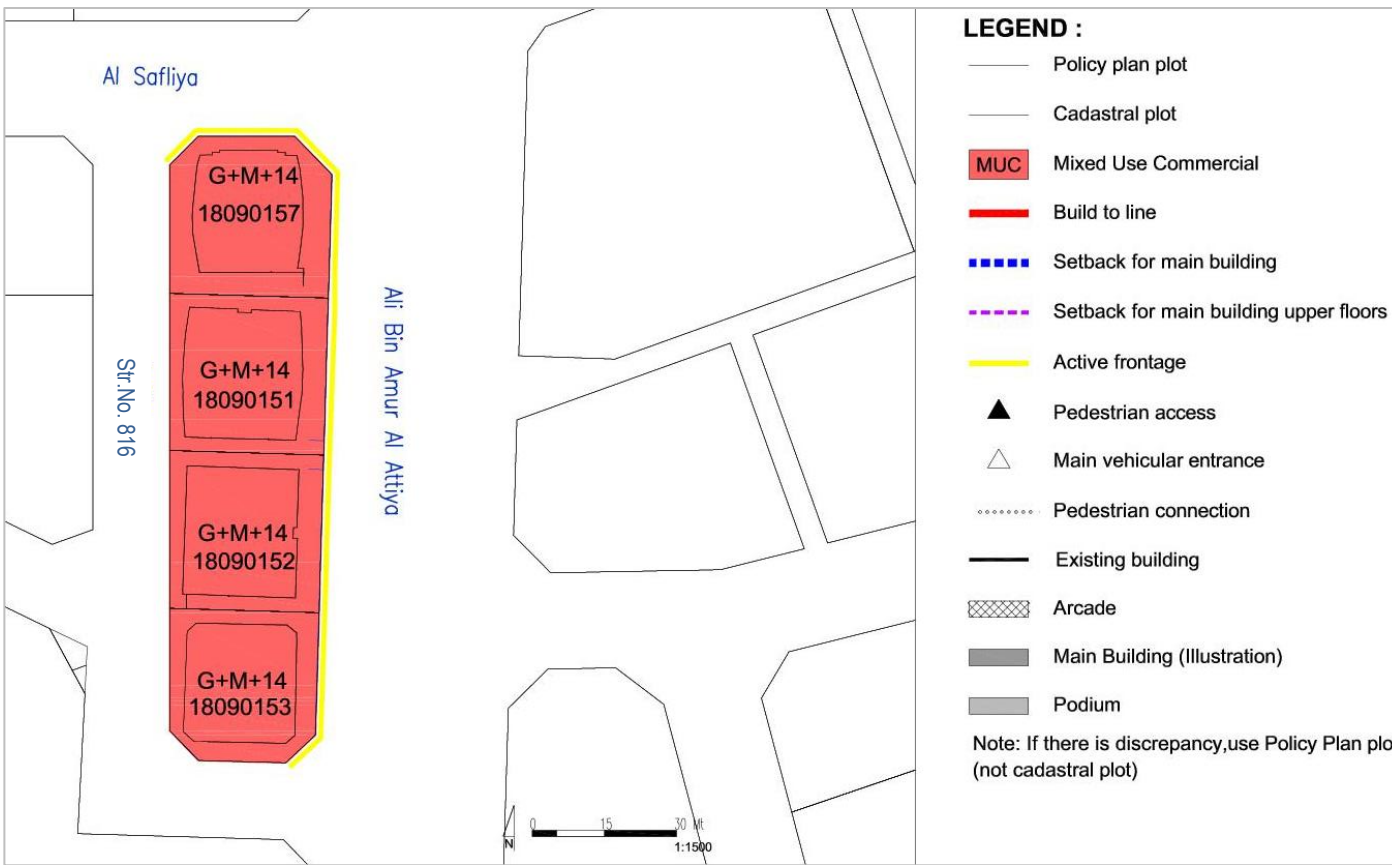 Al Safliya
G+M+14
18090157
G+M+14
18090151
G+M+14
18090152
G+M+14
18090153
Str.No. 816
Ali Bin Amur Al Attiya
N
0 15 30 Mt
1:1500
LEGEND :
Policy plan plot
Cadastral plot
MUC Mixed Use Commercial
Build to line
Setback for main building
Setback for main building upper floors
Active frontage
Pedestrian access
Main vehicular entrance
Pedestrian connection
Existing building
Arcade
Main Building (Illustration)
Podium
Note: If there is discrepancy,use Policy Plan plo
(not cadastral plot)